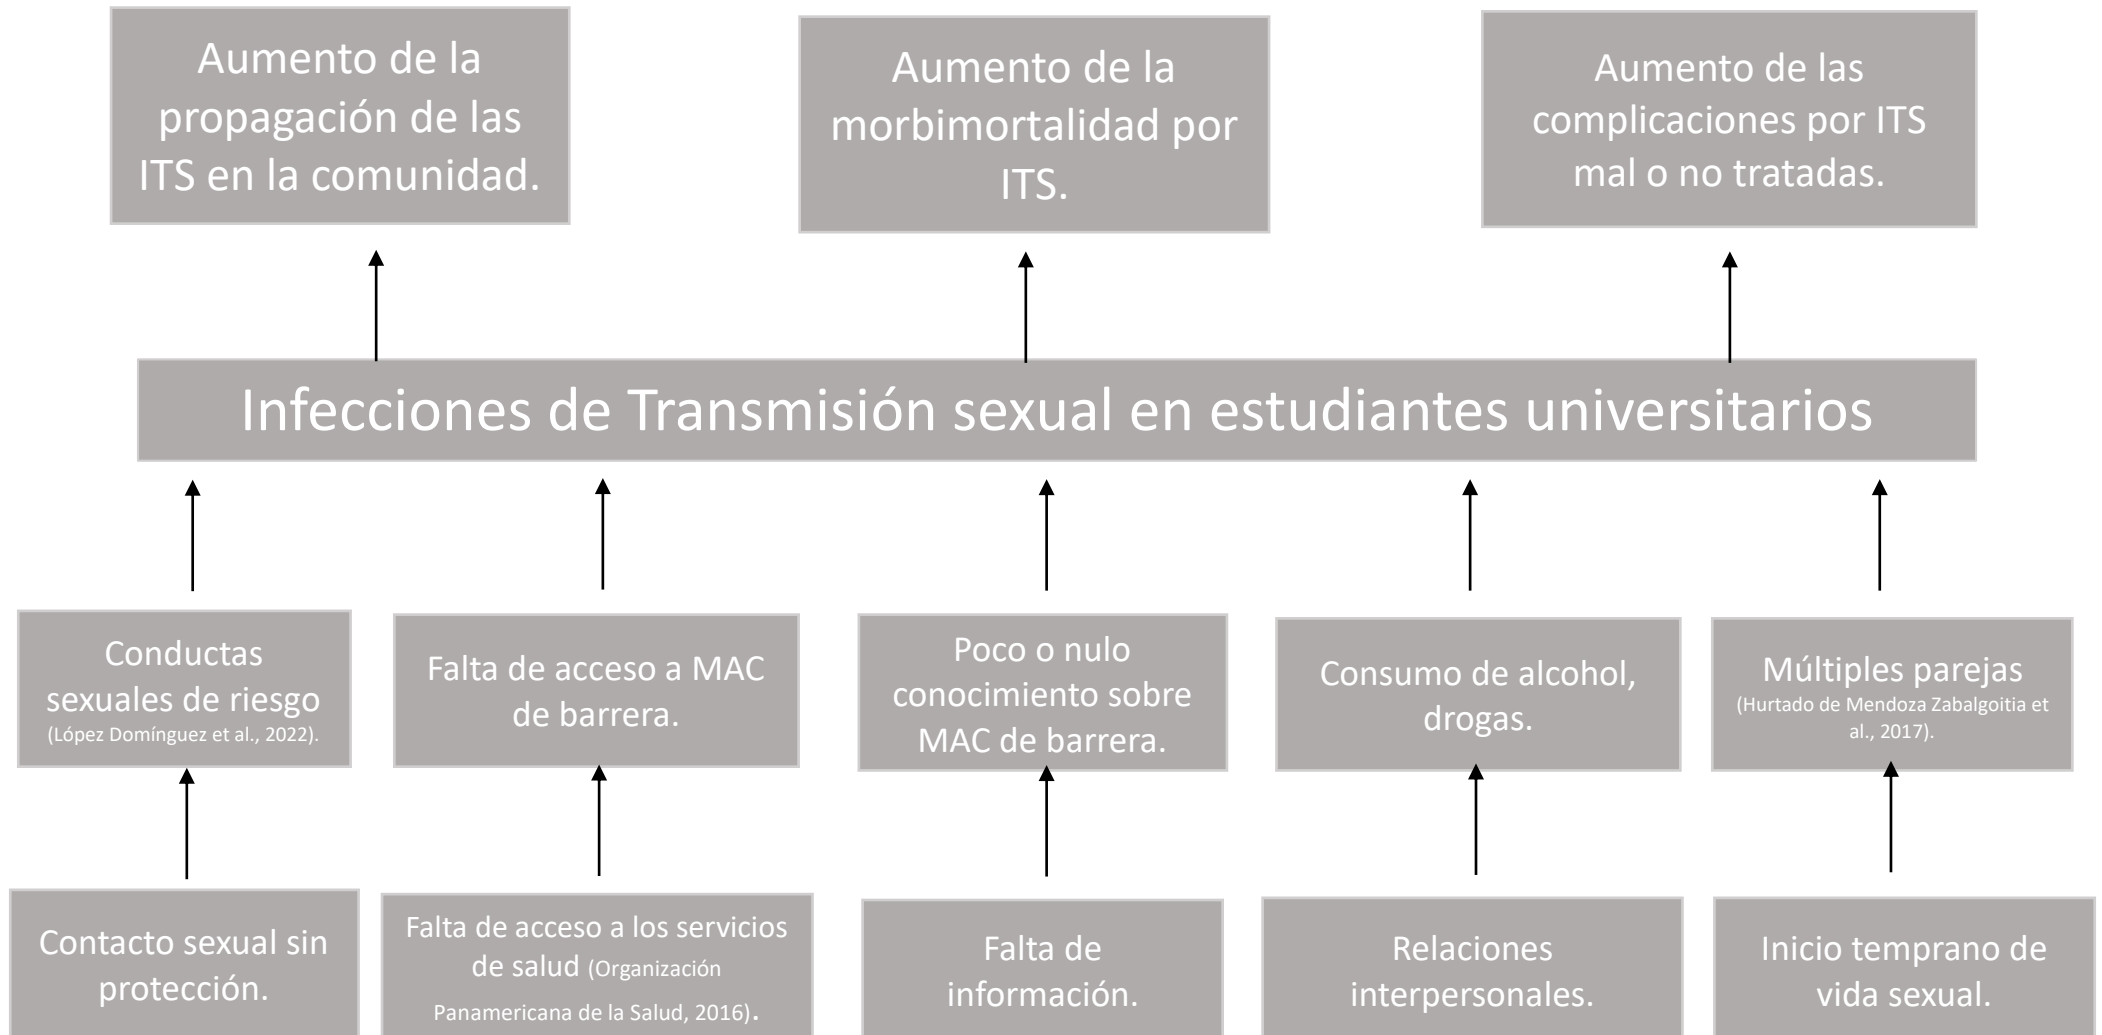 Aumento de la
propagación de las
ITS en la comunidad.
Aumento de la
morbimortalidad por
ITS.
Aumento de las
complicaciones por ITS
mal o no tratadas.
Infecciones de Transmisión sexual en estudiantes universitarios
Conductas
sexuales de riesgo
(López Domínguez et al., 2022).
Falta de acceso a MAC
de barrera.
Poco o nulo
conocimiento sobre
MAC de barrera.
Consumo de alcohol,
drogas.
Múltiples parejas
(Hurtado de Mendoza Zabalgoitia et
al., 2017).
Contacto sexual sin
protección.
Falta de acceso a los servicios
de salud (Organización
Panamericana de la Salud, 2016).
Falta de
información.
Relaciones
interpersonales.
Inicio temprano de
vida sexual.